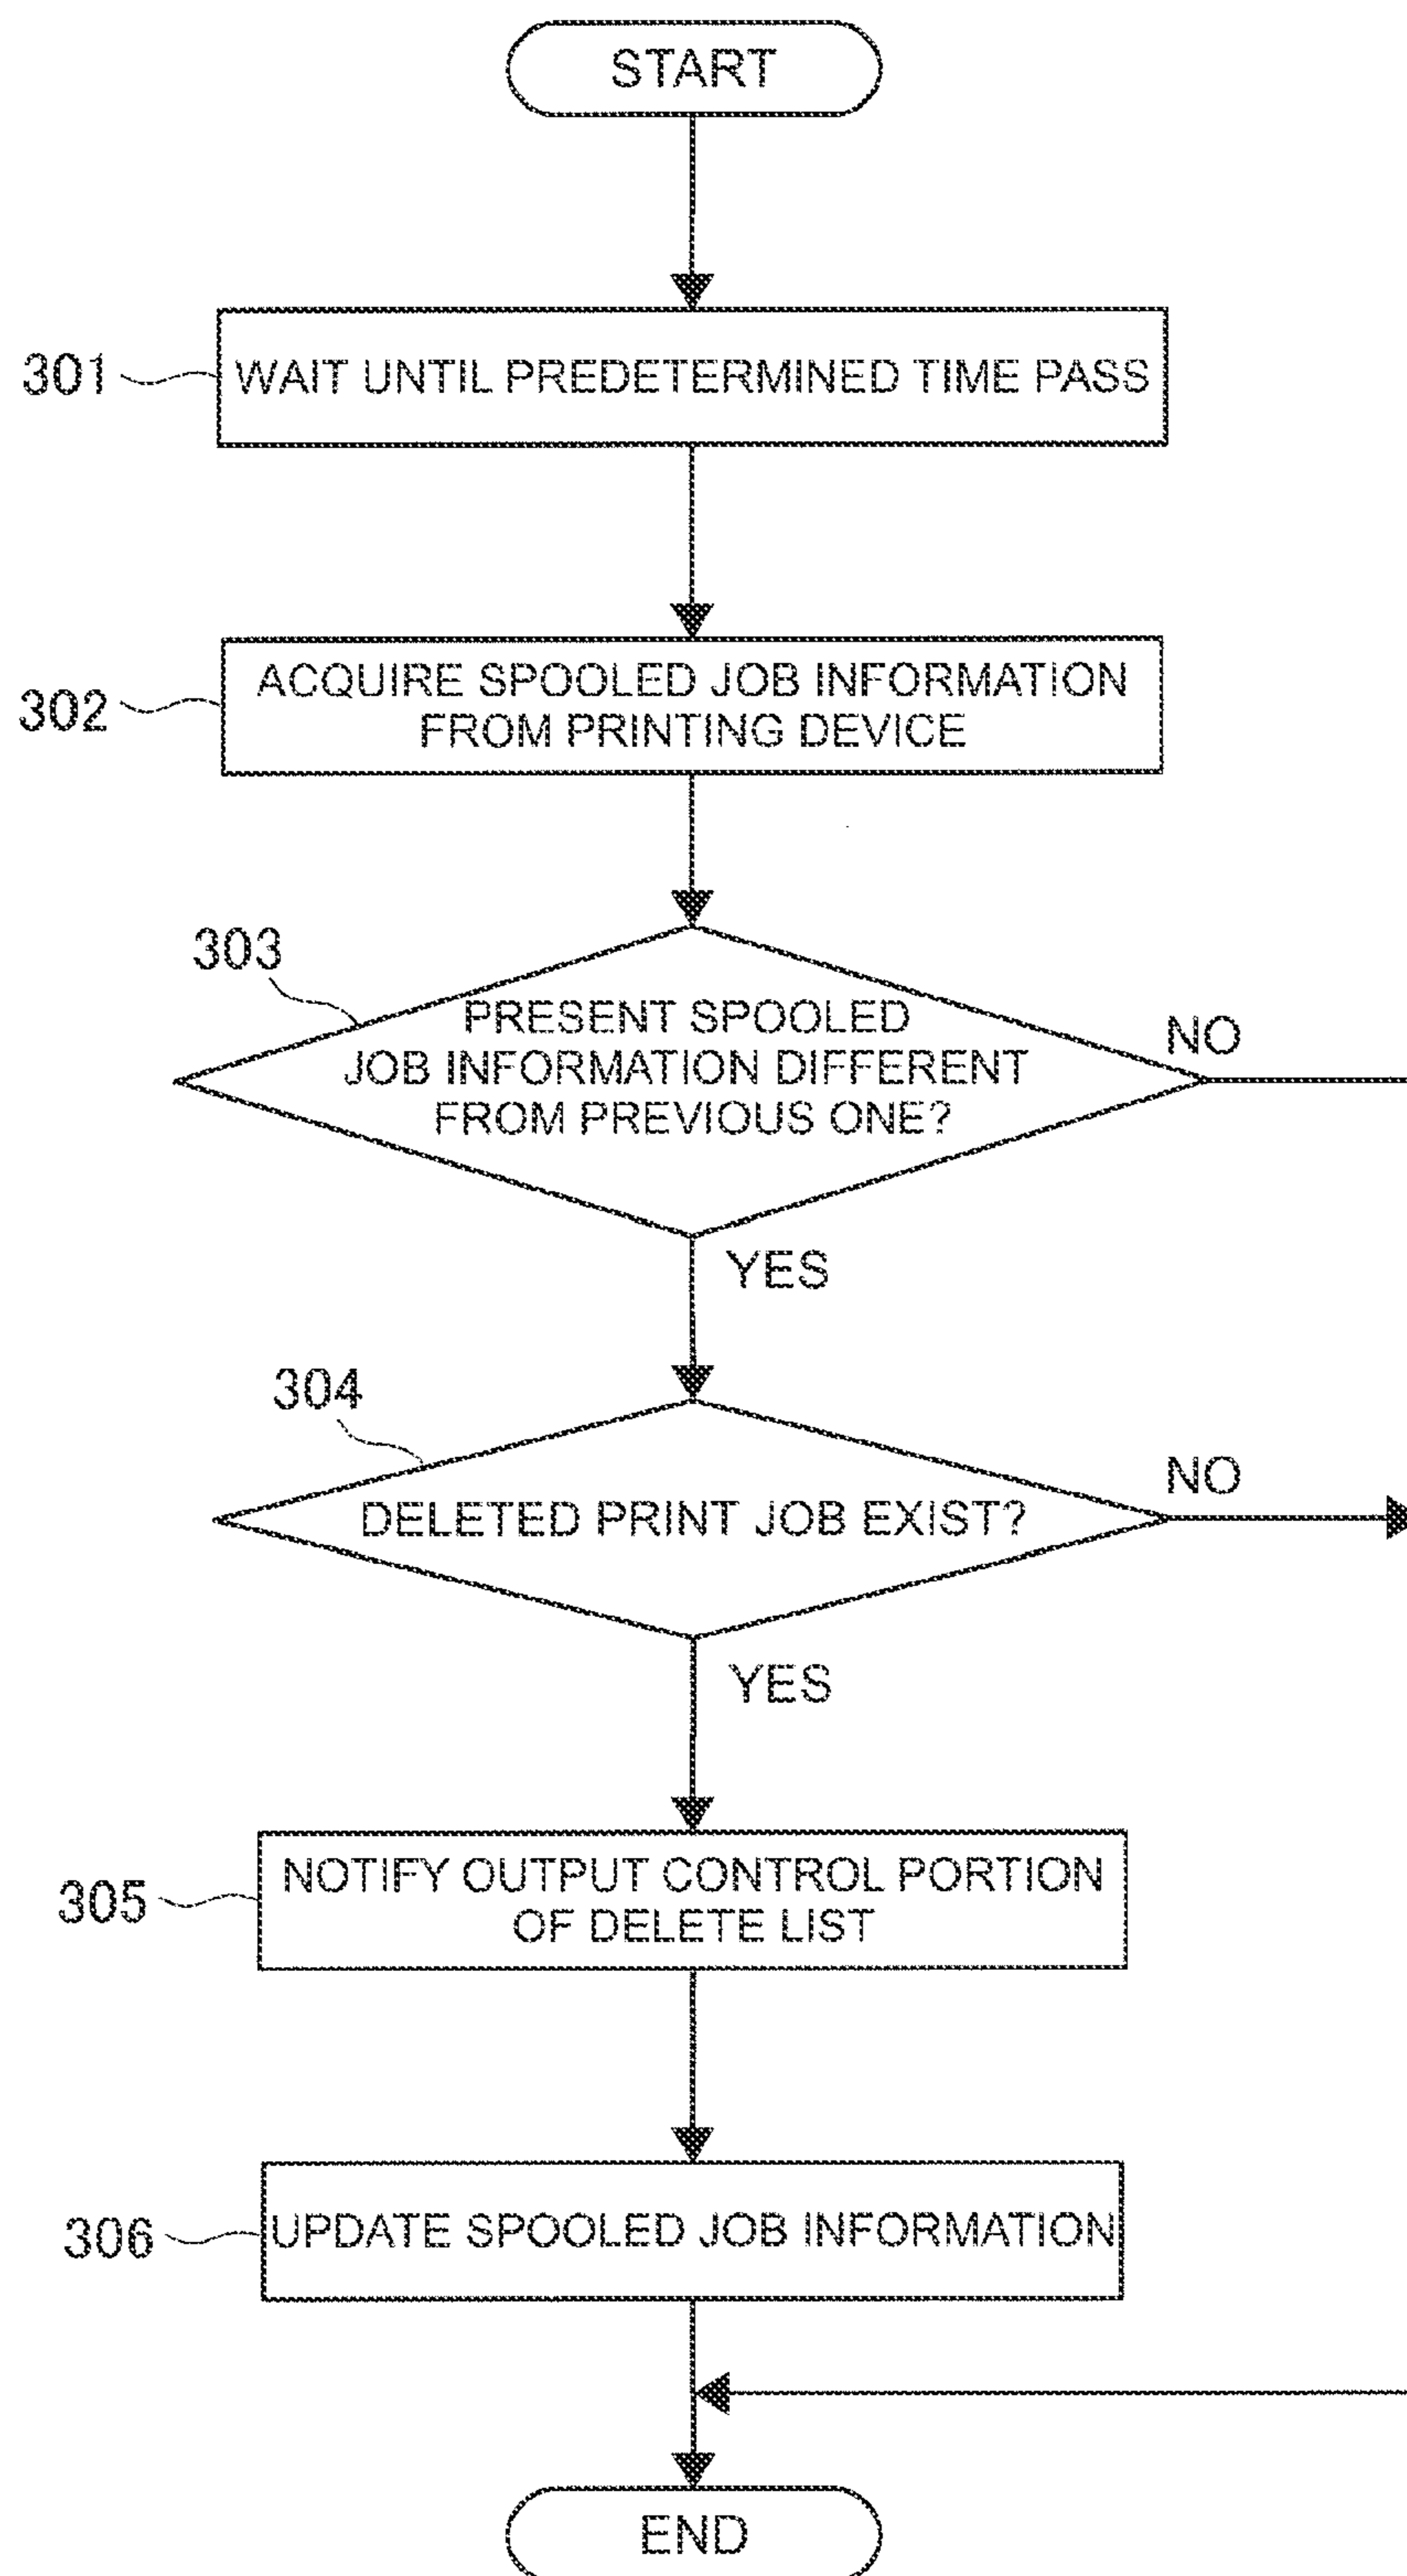 START
301
WAIT UNTIL PREDETERMINED TIME PASS
302
ACQUIRE SPOOLED JOB INFORMATION
FROM PRINTING DEVICE
303
PRESENT SPOOLED
JOB INFORMATION DIFFERENT
FROM PREVIOUS ONE?
NO
YES
304
DELETED PRINT JOB EXIST?
NO
YES
305
NOTIFY OUTPUT CONTROL PORTION
OF DELETE LIST
306
UPDATE SPOOLED JOB INFORMATION
END